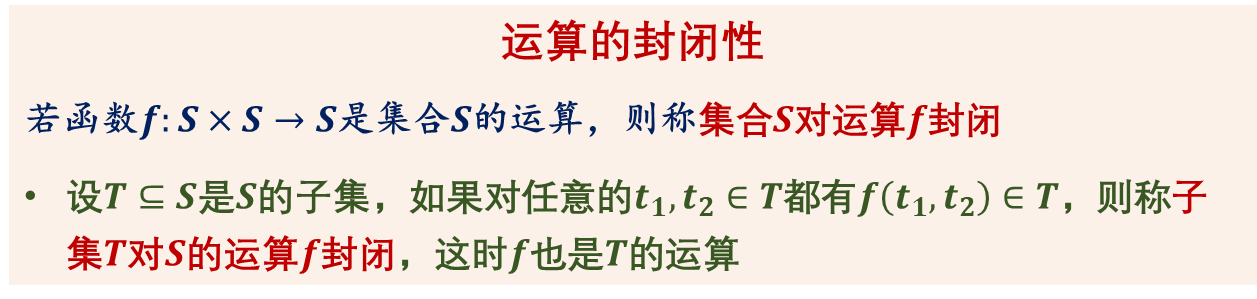 运算的封闭性
若函数f: S × S → S是集合S的运算，则称集合S对运算f封闭
• 设T ⊆ S是S的子集，如果对任意的t₁, t₂ ∈ T都有f(t₁, t₂) ∈ T，则称子
集T对S的运算f封闭，这时f也是T的运算